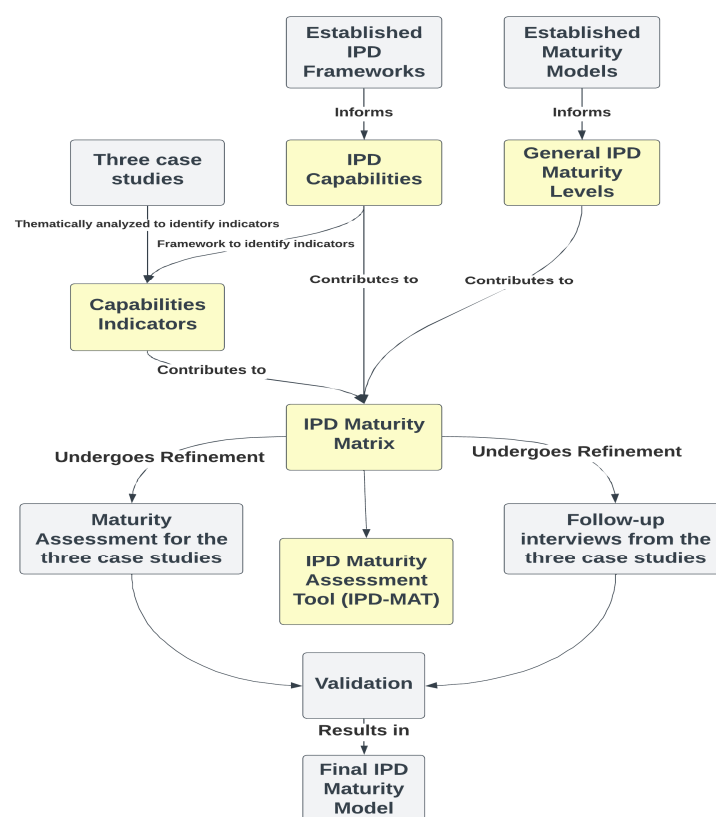 Established
IPD
Frameworks
Established
Maturity
Models
Informs
Informs
Three case
studies
IPD
Capabilities
General IPD
Maturity
Levels
Thematically analyzed to identify indicators
Framework to identify indicators
Contributes to
Contributes to
Capabilities
Indicators
Contributes to
IPD Maturity
Matrix
Undergoes Refinement
Undergoes Refinement
Maturity
Assessment for the
three case studies
Follow-up
interviews from the
three case studies
IPD Maturity
Assessment
Tool (IPD-MAT)
Validation
Results in
Final IPD
Maturity
Model